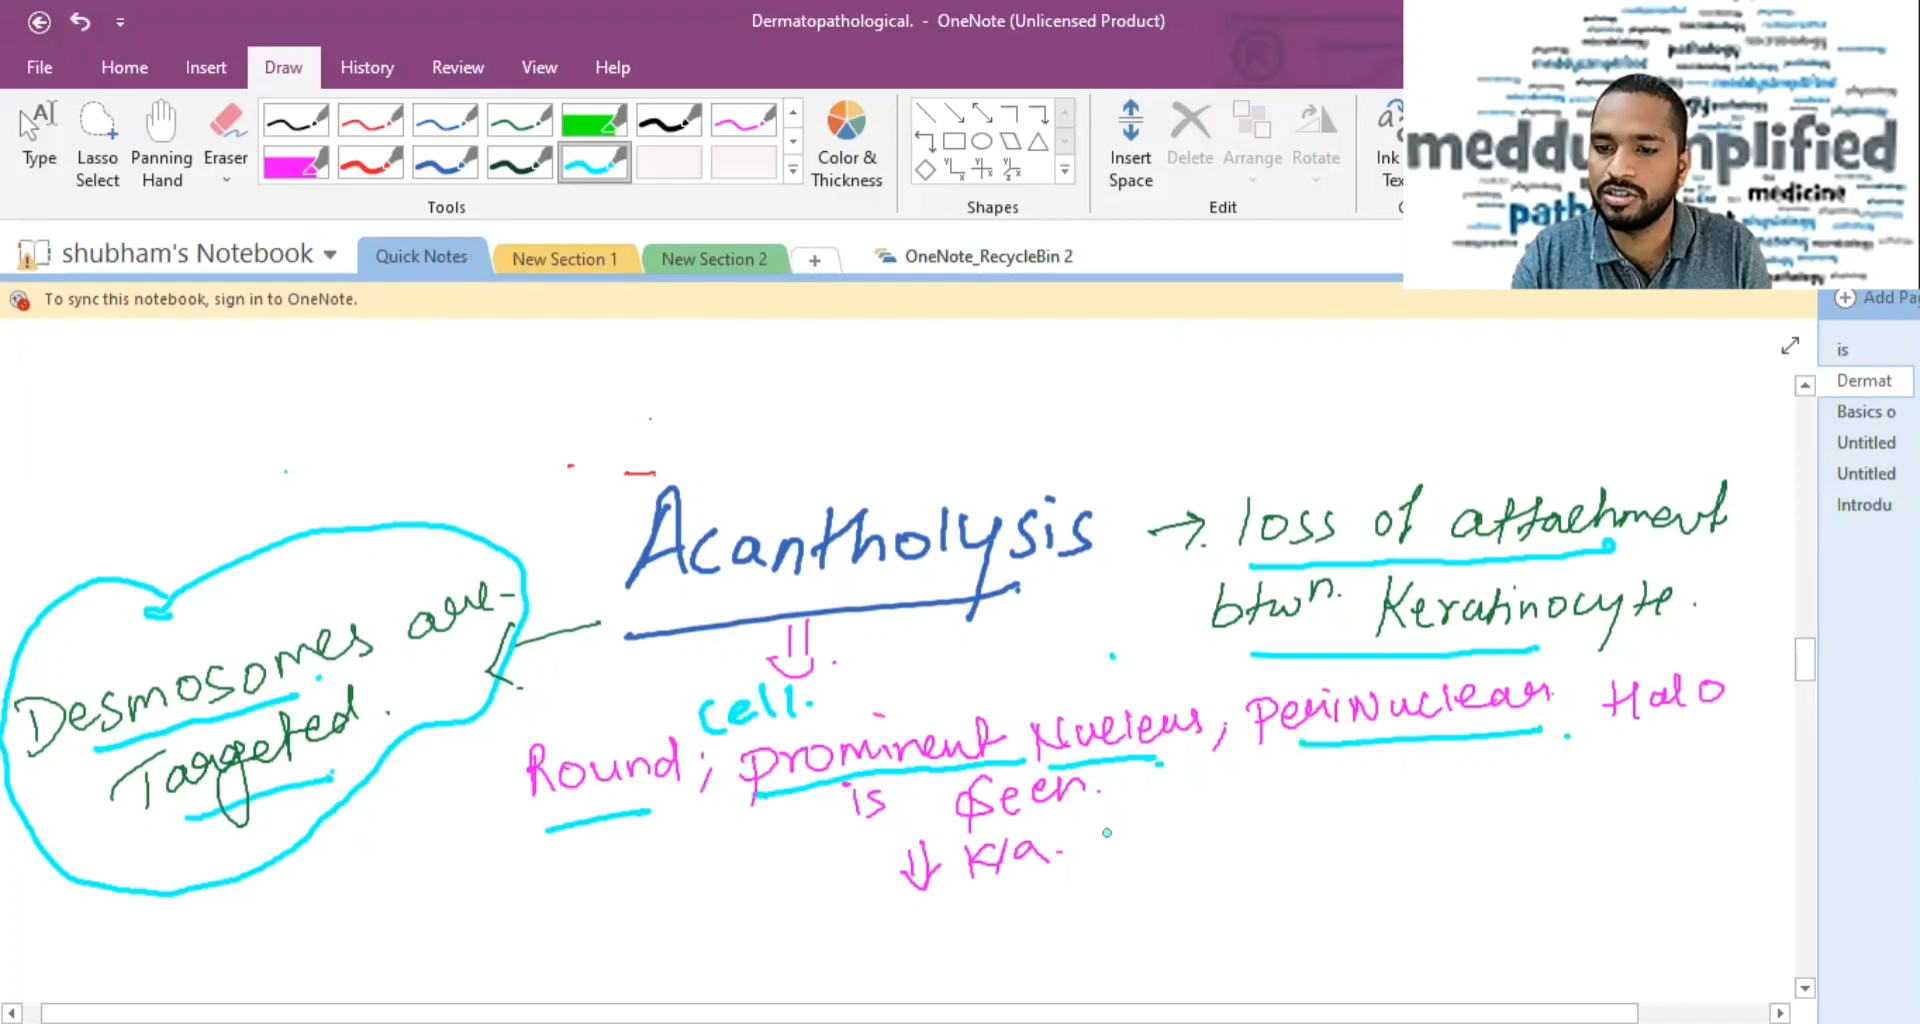 Dermatopathological. - OneNote (Unlicensed Product)
File Home Insert Draw History Review View Help
Type
Lasso Select
Panning Hand
Eraser
Color & Thickness
Insert Space
Delete
Arrange
Rotate
Ink
Tex
Tools
Shapes
Edit
medicine
shubham's Notebook
Quick Notes
New Section 1
New Section 2
OneNote_RecycleBin 2
To sync this notebook, sign in to OneNote.
Add Pa
is
Dermat
Basics o
Untitled
Untitled
Introdu
Acantholysis → loss of attachment
btwn. Keratinocyte.
Desmosomes are
Targeted.
cell.
Round; prominent Nucleus, PeriNuclear Halo
is seen.
K/a.